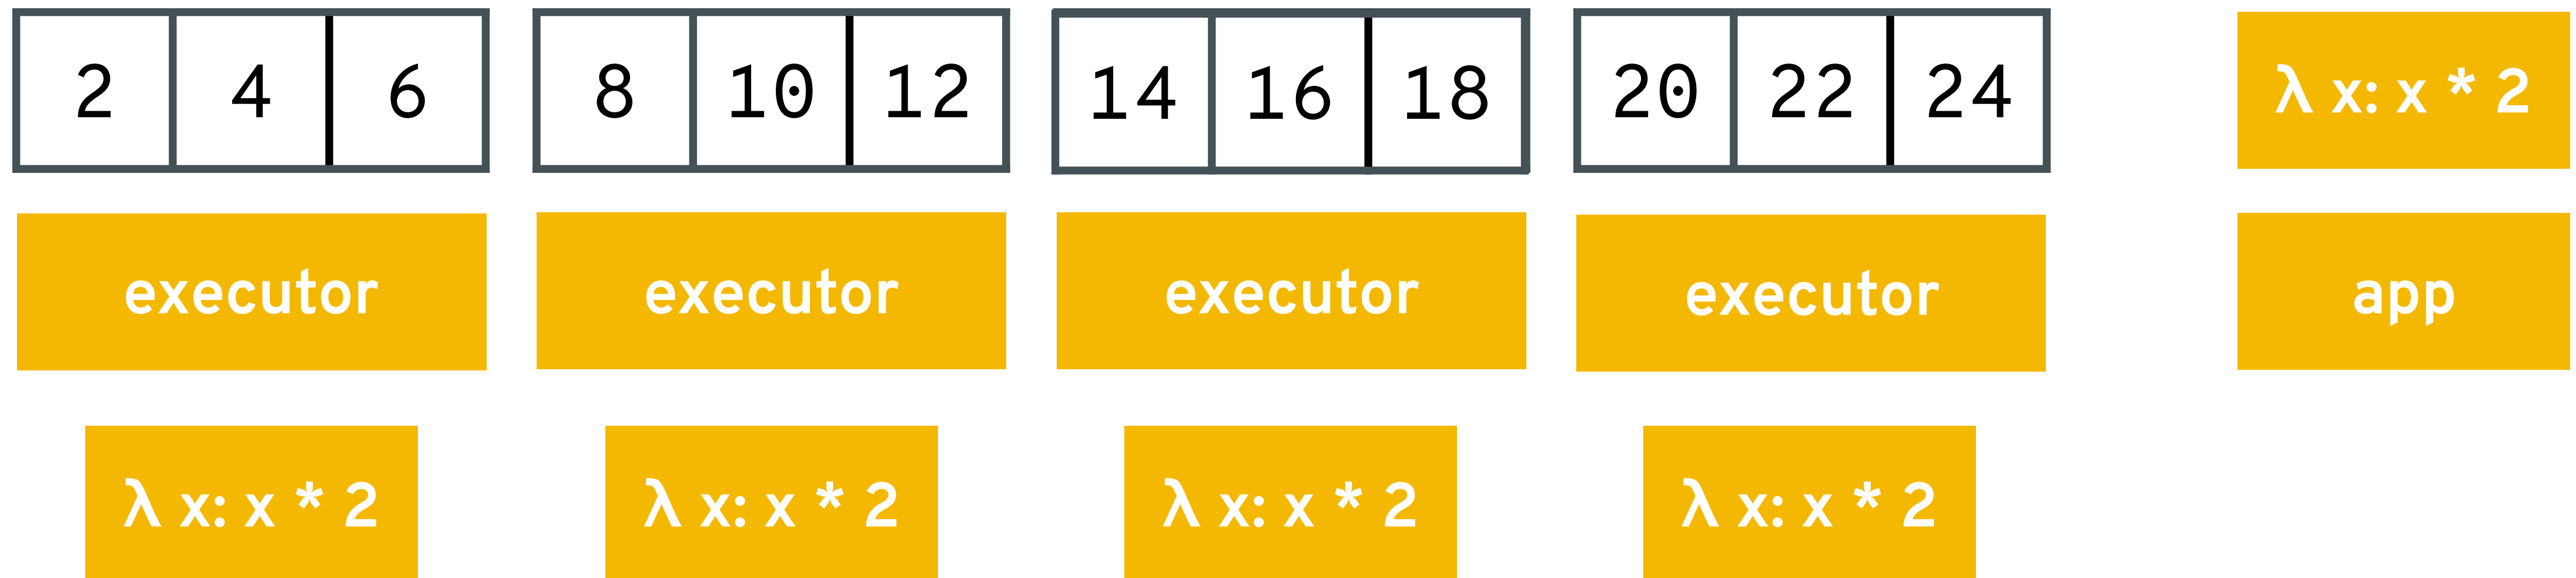 2 4 6 8 10 12 14 16 18 20 22 24 λ x: x * 2
executor executor executor executor app
λ x: x * 2 λ x: x * 2 λ x: x * 2 λ x: x * 2